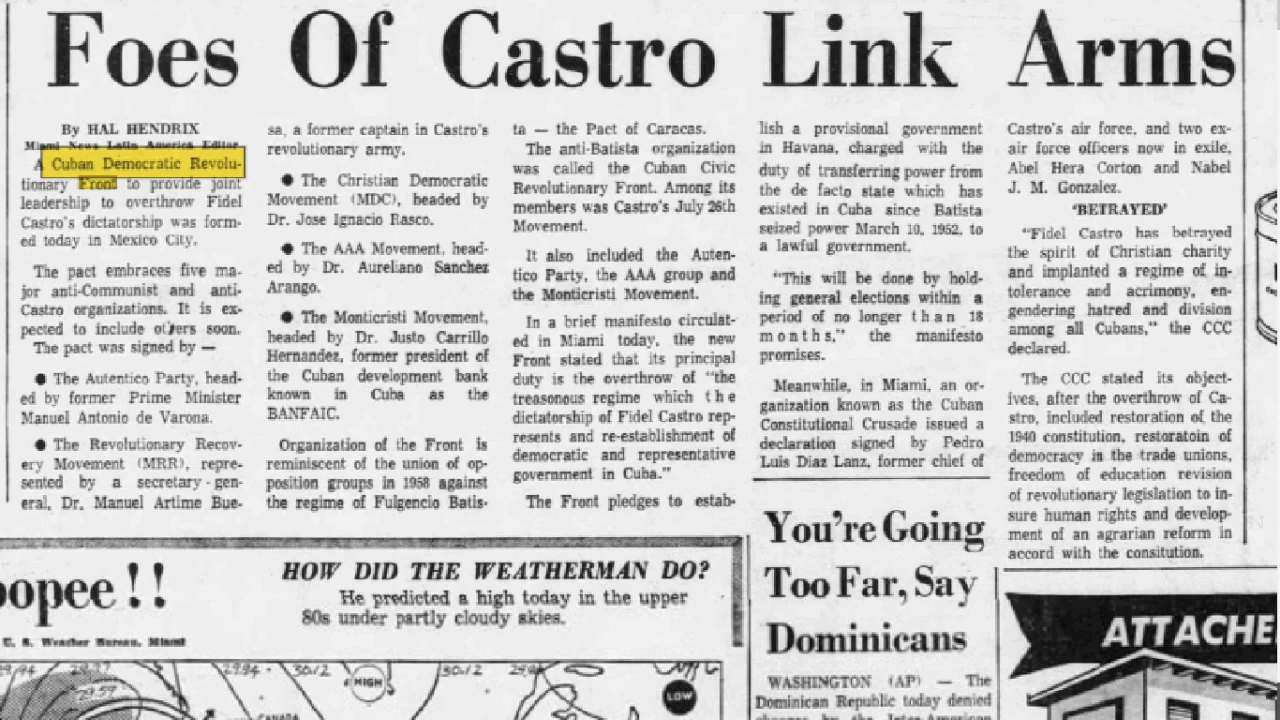 Foes Of Castro Link Arms
By HAL HENDRIX
Miami News Latin America Editor
A Cuban Democratic Revolu-
tionary Front to provide joint
leadership to overthrow Fidel
Castro's dictatorship was form-
ed today in Mexico City.
The pact embraces five ma-
jor anti-Communist and anti-
Castro organizations. It is ex-
pected to include others soon.
The pact was signed by —
● The Autentico Party, head-
ed by former Prime Minister
Manuel Antonio de Varona.
● The Revolutionary Recov-
ery Movement (MRR), repre-
sented by a secretary-gen-
eral, Dr. Manuel Artime Bue-
sa, a former captain in Castro's
revolutionary army.
● The Christian Democratic
Movement (MDC), headed by
Dr. Jose Ignacio Rasco.
● The AAA Movement, head-
ed by Dr. Aureliano Sanchez
Arango.
● The Monticristi Movement,
headed by Dr. Justo Carrillo
Hernandez, former president of
the Cuban development bank
known in Cuba as the
BANFAIC.
Organization of the Front is
reminiscent of the union of op-
position groups in 1958 against
the regime of Fulgencio Batis-
ta — the Pact of Caracas.
The anti-Batista organization
was called the Cuban Civic
Revolutionary Front. Among its
members was Castro's July 26th
Movement.
It also included the Auten-
tico Party, the AAA group and
the Monticristi Movement.
In a brief manifesto circulat-
ed in Miami today, the new
Front stated that its principal
duty is the overthrow of "the
treasonous regime which the
dictatorship of Fidel Castro rep-
resents and re-establishment of
democratic and representative
government in Cuba."
The Front pledges to estab-
lish a provisional government
in Havana, charged with the
duty of transferring power from
the de facto state which has
existed in Cuba since Batista
seized power March 10, 1952, to
a lawful government.
"This will be done by hold-
ing general elections within a
period of no longer than 18
months," the manifesto
promises.
Meanwhile, in Miami, an or-
ganization known as the Cuban
Constitutional Crusade issued a
declaration signed by Pedro
Luis Diaz Lanz, former chief of
Castro's air force, and two ex-
air force officers now in exile,
Abel Hera Corton and Nabel
J. M. Gonzalez.
'BETRAYED'
"Fidel Castro has betrayed
the spirit of Christian charity
and implanted a regime of in-
tolerance and acrimony, en-
gendering hatred and division
among all Cubans," the CCC
declared.
The CCC stated its object-
ives, after the overthrow of Ca-
stro, included restoration of the
1940 constitution, restoratoin of
democracy in the trade unions,
freedom of education revision
of revolutionary legislation to in-
sure human rights and develop-
ment of an agrarian reform in
accord with the consitution.
opee!!
HOW DID THE WEATHERMAN DO?
He predicted a high today in the upper
80s under partly cloudy skies.
U. S. Weather Bureau, Miami
29.94
30.12
HIGH
30.12
LOW
29.57
CANADA
You're Going
Too Far, Say
Dominicans
WASHINGTON (AP) — The
Dominican Republic today denied
charges by the Inter-American
ATTACHE